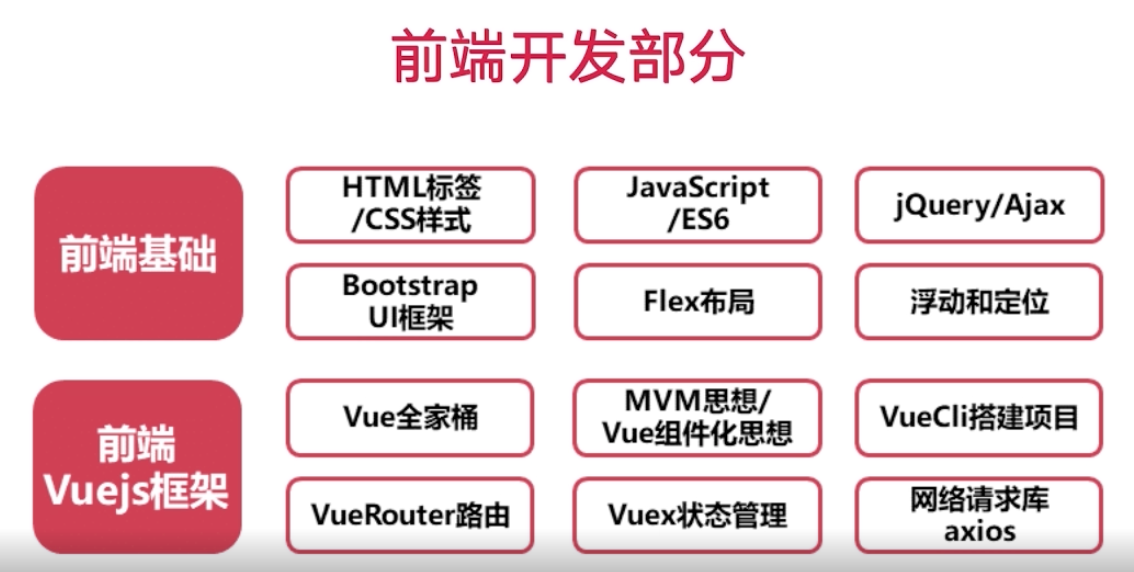 前端开发部分
前端基础
HTML标签
/CSS样式
JavaScript
/ES6
jQuery/Ajax
Bootstrap
UI框架
Flex布局
浮动和定位
前端
Vuejs框架
Vue全家桶
MVM思想/
Vue组件化思想
VueCli搭建项目
VueRouter路由
Vuex状态管理
网络请求库
axios